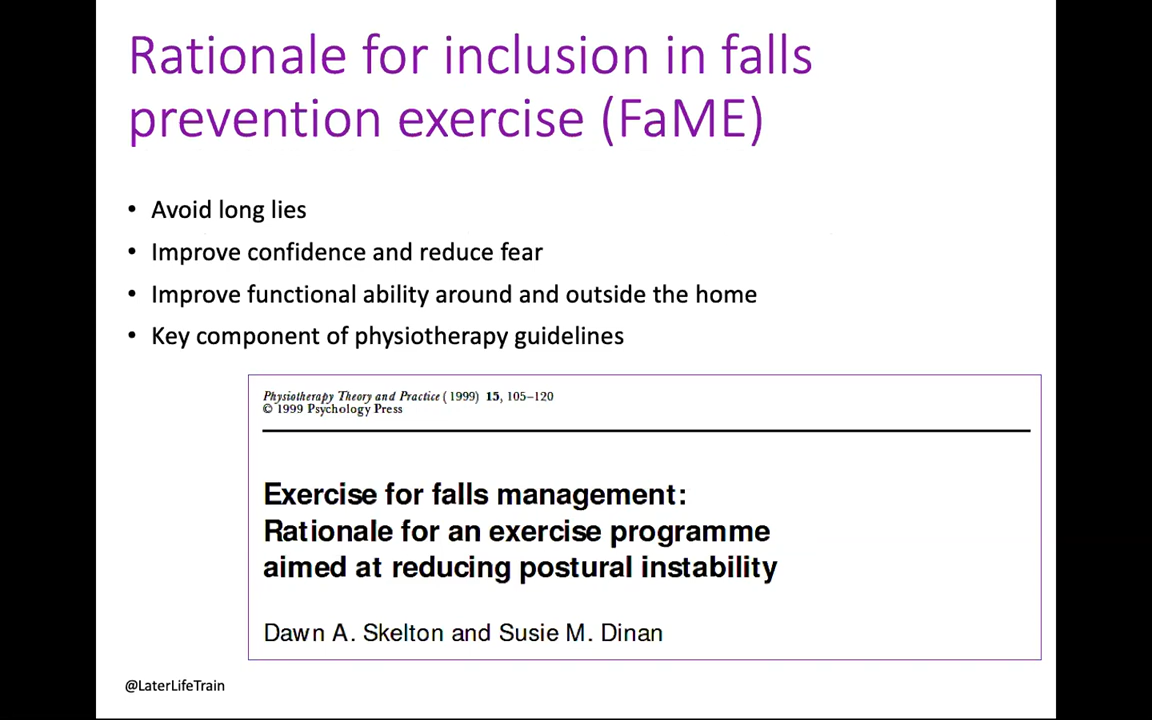 Rationale for inclusion in falls
prevention exercise (FaME)
• Avoid long lies
• Improve confidence and reduce fear
• Improve functional ability around and outside the home
• Key component of physiotherapy guidelines
Physiotherapy Theory and Practice (1999) 15, 105–120
© 1999 Psychology Press
Exercise for falls management:
Rationale for an exercise programme
aimed at reducing postural instability
Dawn A. Skelton and Susie M. Dinan
@LaterLifeTrain